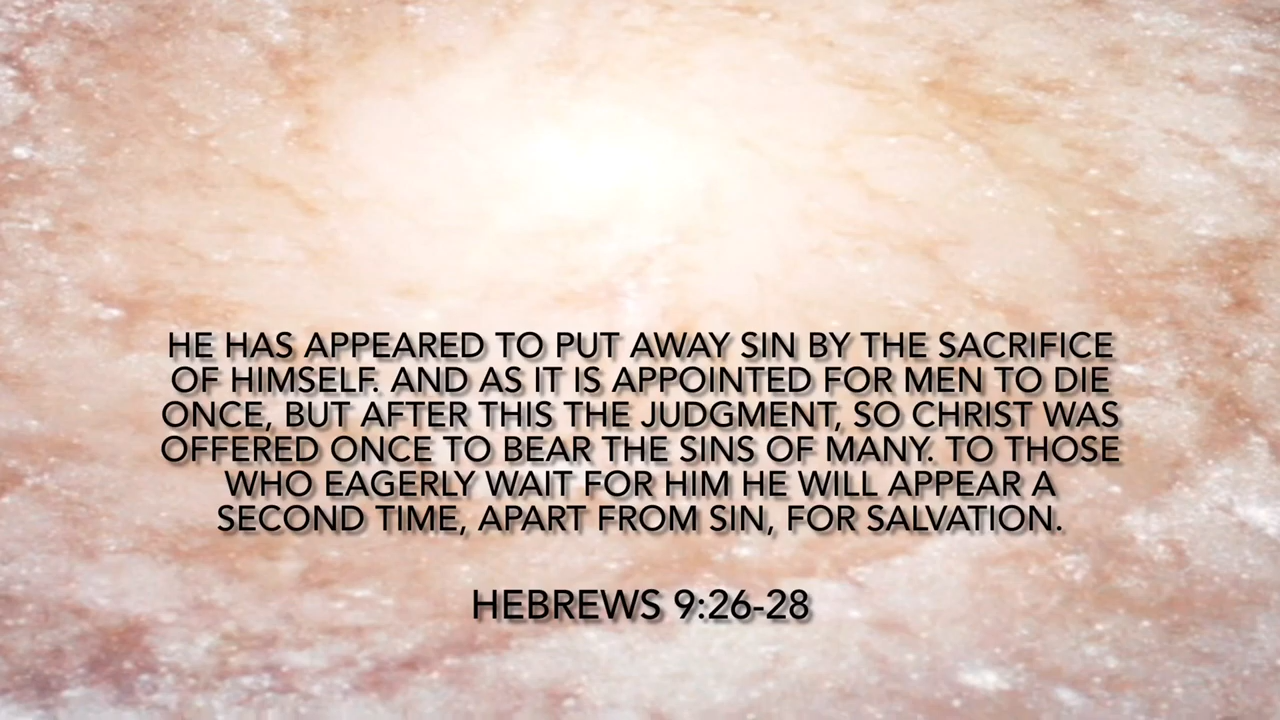 HE HAS APPEARED TO PUT AWAY SIN BY THE SACRIFICE
OF HIMSELF. AND AS IT IS APPOINTED FOR MEN TO DIE
ONCE, BUT AFTER THIS THE JUDGMENT, SO CHRIST WAS
OFFERED ONCE TO BEAR THE SINS OF MANY. TO THOSE
WHO EAGERLY WAIT FOR HIM HE WILL APPEAR A
SECOND TIME, APART FROM SIN, FOR SALVATION.
HEBREWS 9:26-28